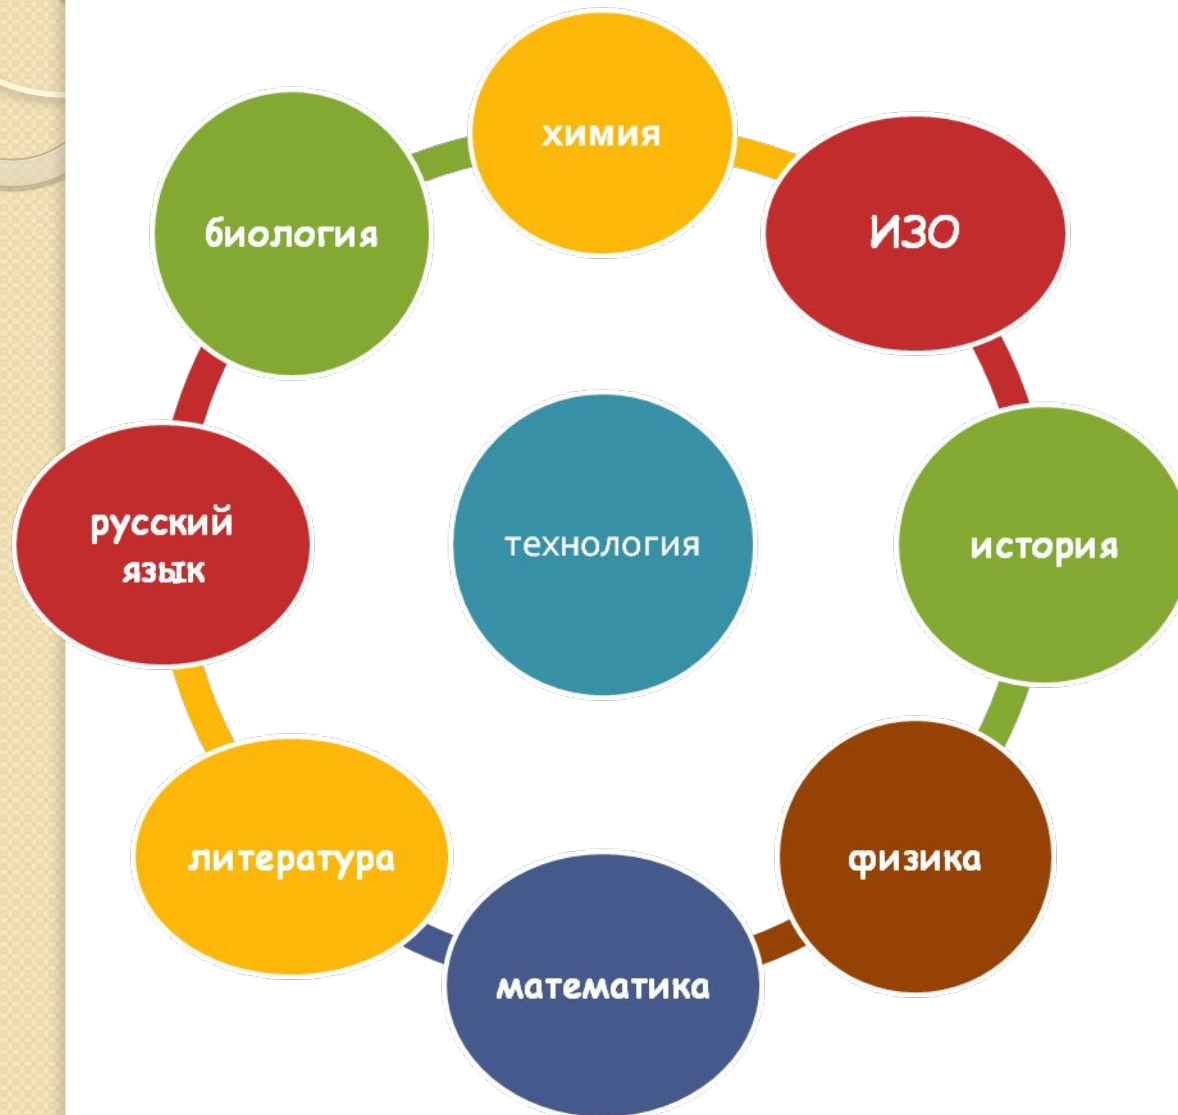 химия
ИЗО
история
физика
математика
литература
русский
язык
биология
технология